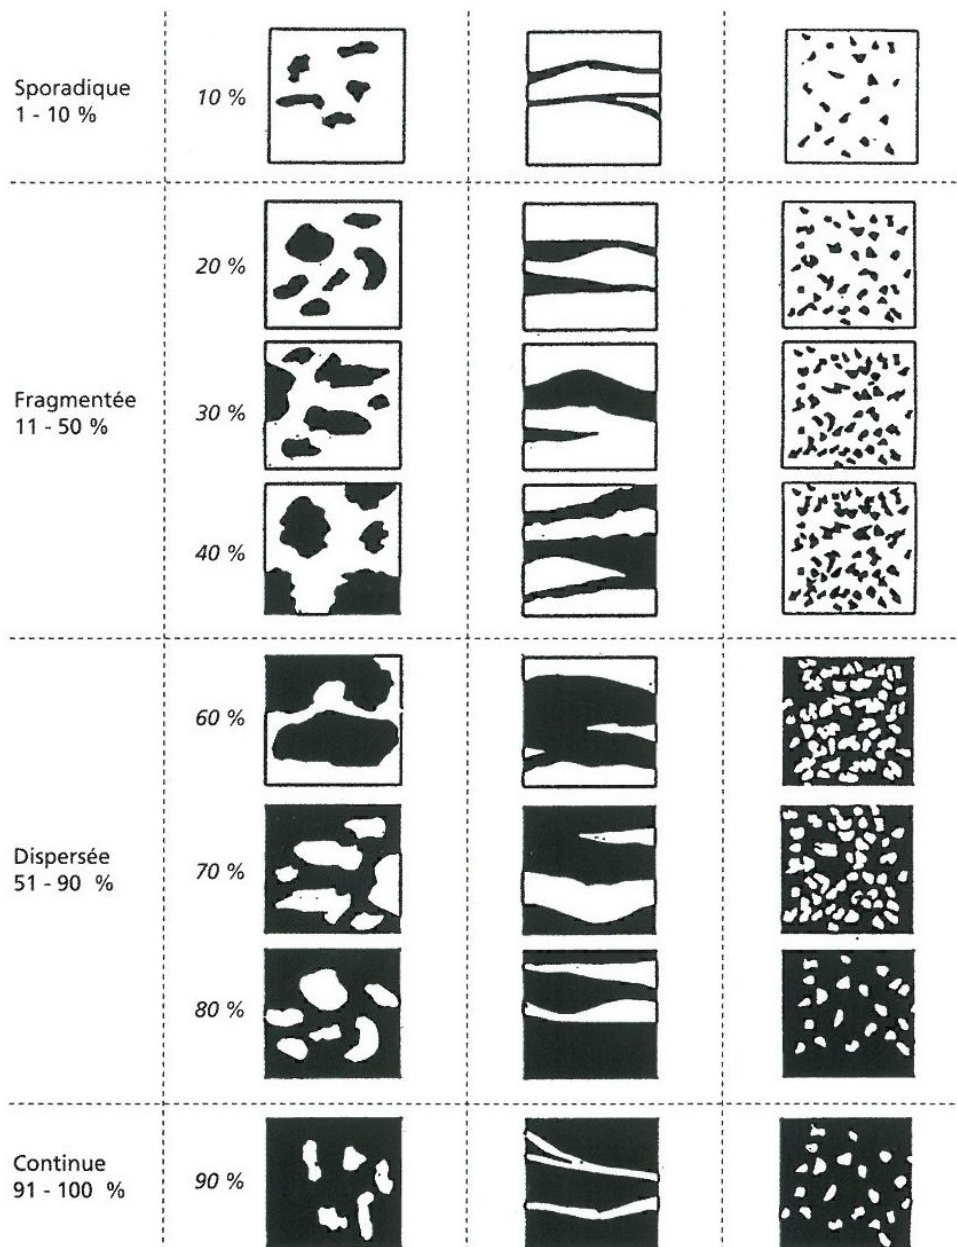 Sporadique
1 - 10 %
10 %
20 %
Fragmentée
11 - 50 %
30 %
40 %
60 %
Dispersée
51 - 90 %
70 %
80 %
Continue
91 - 100 %
90 %